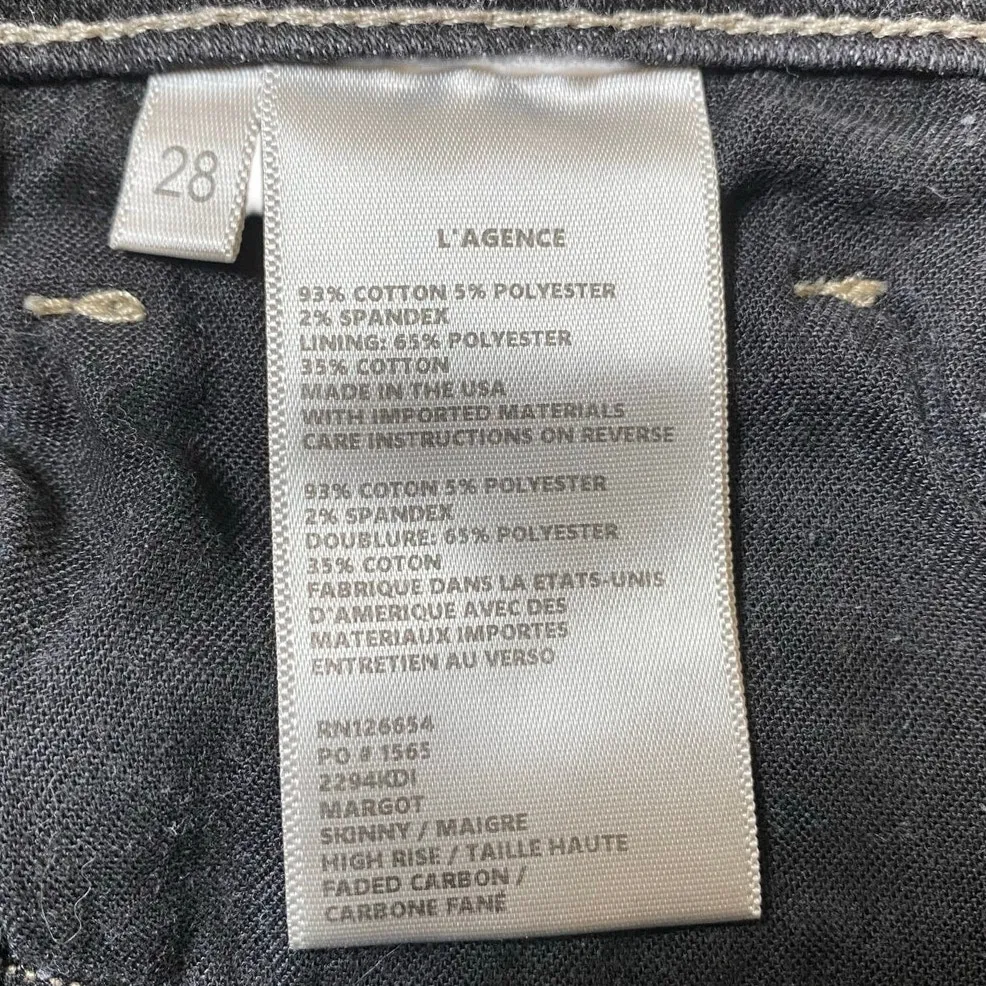 28
L'AGENCE
93% COTTON 5% POLYESTER
2% SPANDEX
LINING: 65% POLYESTER
35% COTTON
MADE IN THE USA
WITH IMPORTED MATERIALS
CARE INSTRUCTIONS ON REVERSE
93% COTON 5% POLYESTER
2% SPANDEX
DOUBLURE: 65% POLYESTER
35% COTON
FABRIQUE DANS LA ETATS-UNIS
D'AMERIQUE AVEC DES
MATERIAUX IMPORTES
ENTRETIEN AU VERSO
RN126654
PO # 1565
2294KDI
MARGOT
SKINNY / MAIGRE
HIGH RISE / TAILLE HAUTE
FADED CARBON /
CARBONE FANÉ